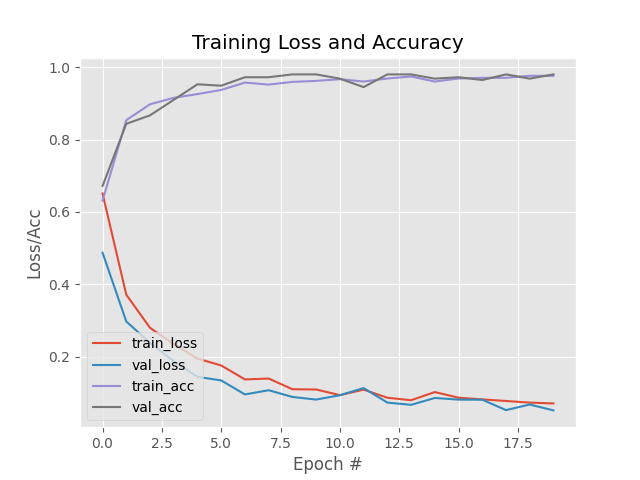 Training Loss and Accuracy
1.0
0.8
0.6
0.4
0.2
Loss/Acc
train_loss
val_loss
train_acc
val_acc
0.0 2.5 5.0 7.5 10.0 12.5 15.0 17.5
Epoch #